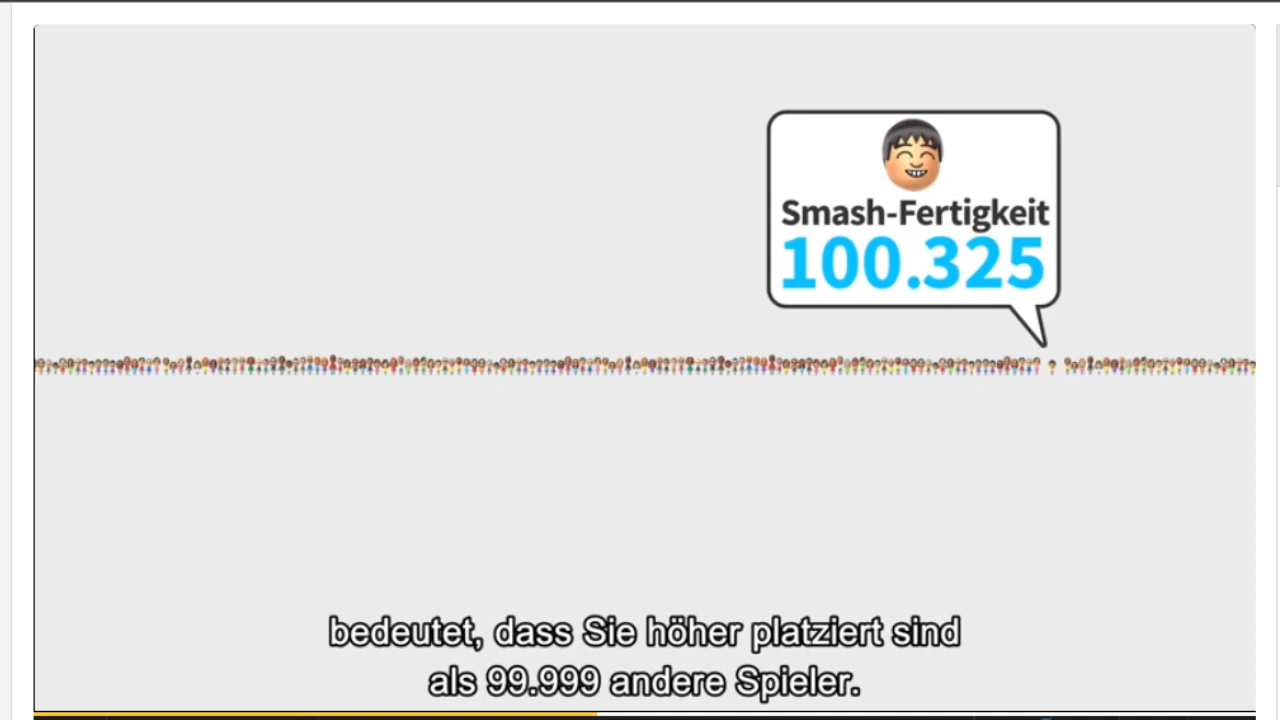 Smash-Fertigkeit
100.325
bedeutet, dass Sie höher platziert sind
als 99.999 andere Spieler.